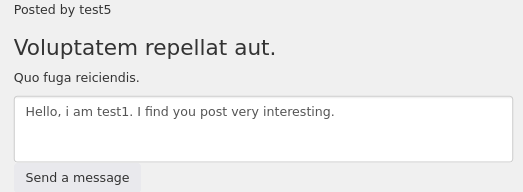 Posted by test5
Voluptatem repellat aut.
Quo fuga reiciendis.
Hello, i am test1. I find you post very interesting.
Send a message